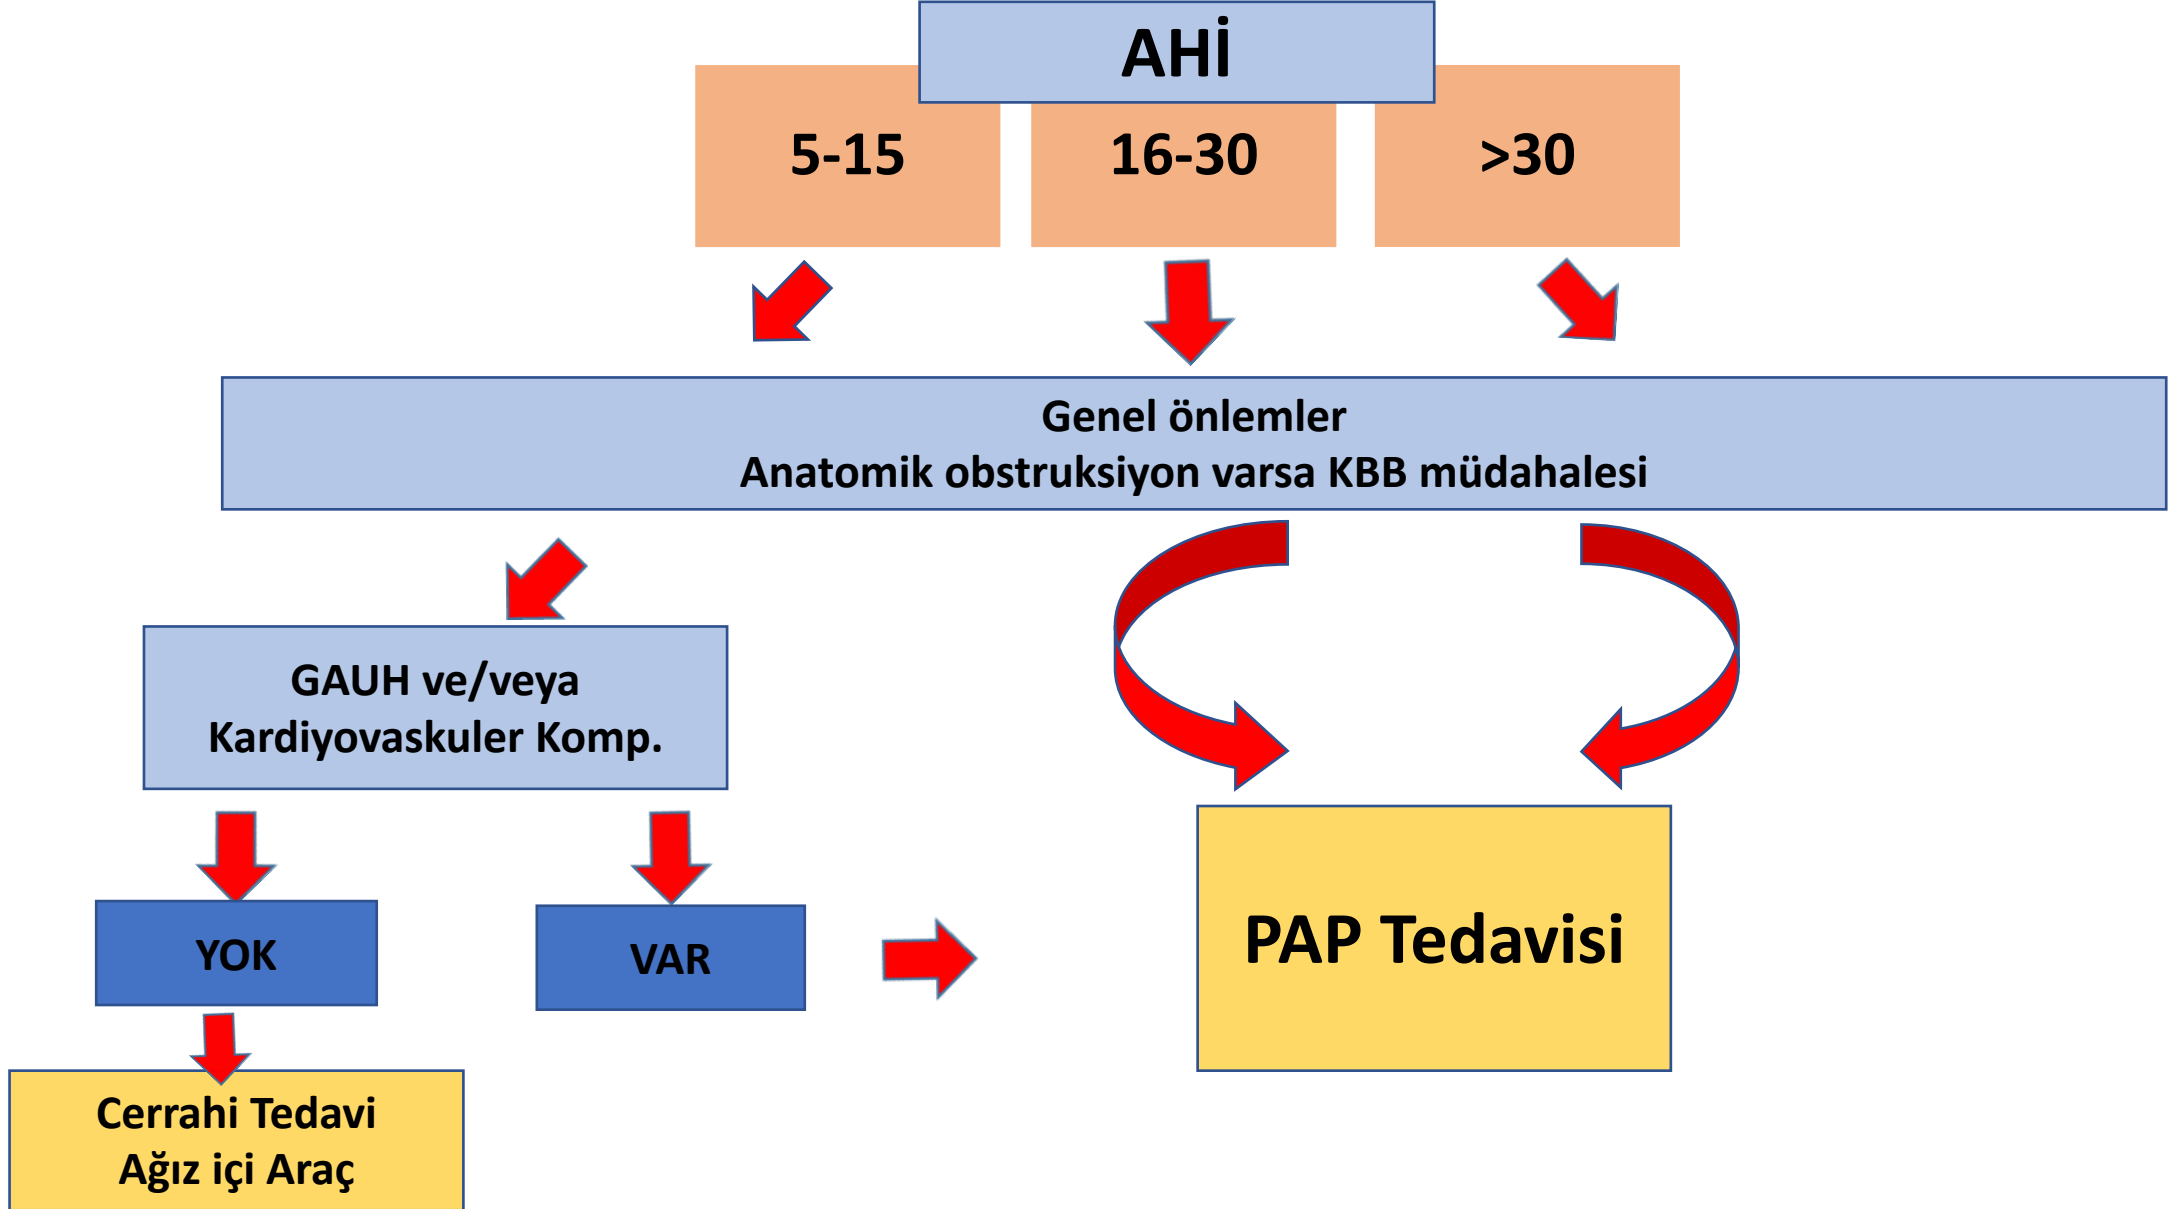 AHİ
5-15
16-30
>30
Genel önlemler
Anatomik obstruksiyon varsa KBB müdahalesi
GAUH ve/veya
Kardiyovaskuler Komp.
YOK
VAR
PAP Tedavisi
Cerrahi Tedavi
Ağız içi Araç